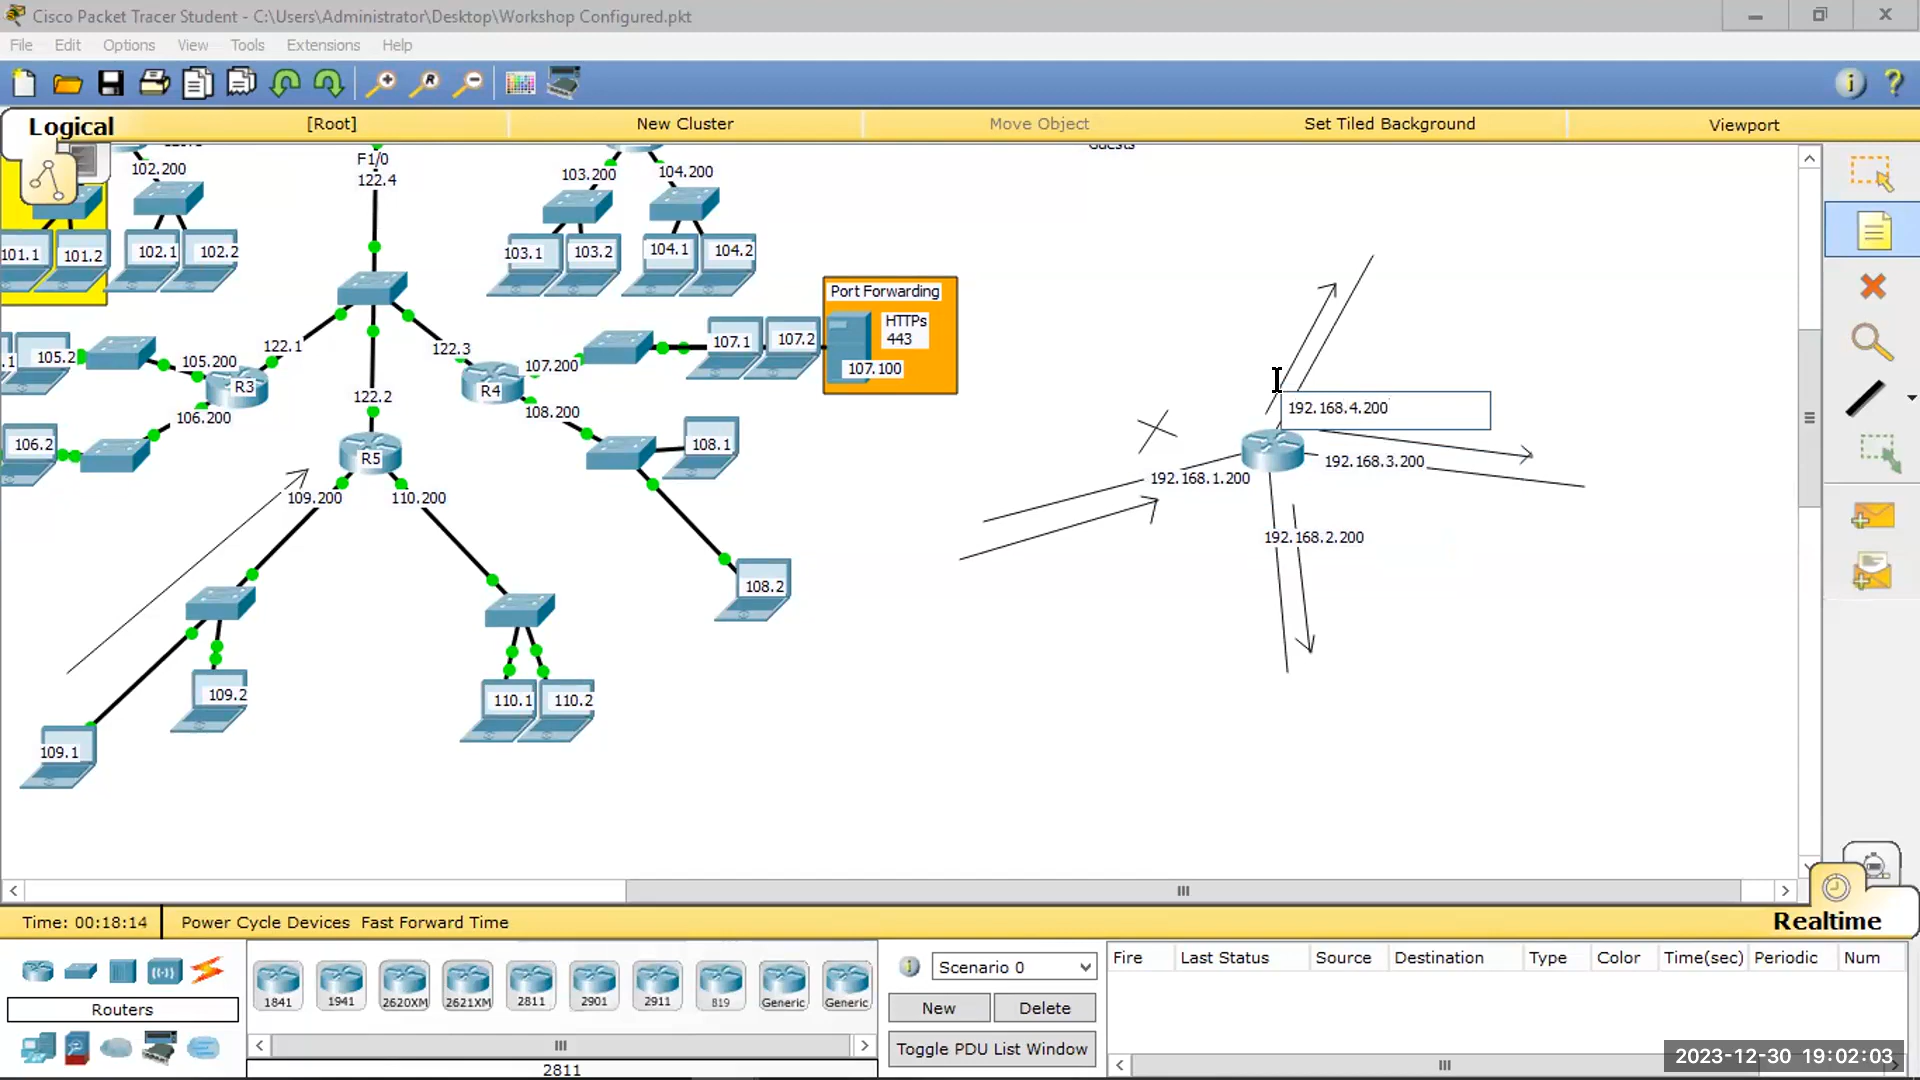 Cisco Packet Tracer Student - C:\Users\Administrator\Desktop\Workshop Configured.pkt
File Edit Options View Tools Extensions Help
Logical
[Root]
New Cluster
Move Object
Set Tiled Background
Viewport
F1/0
122.4
102.200
103.200
104.200
101.1
101.2
102.1
102.2
103.1
103.2
104.1
104.2
Port Forwarding
HTTPs
443
107.100
105.2
105.200
122.1
R3
106.200
106.2
122.3
122.2
R4
107.200
107.1
107.2
108.200
108.1
108.2
R5
109.200
110.200
109.2
109.1
110.1
110.2
192.168.4.200
192.168.3.200
192.168.1.200
192.168.2.200
Time: 00:18:14
Power Cycle Devices Fast Forward Time
Realtime
Routers
1841
1941
2620XM
2621XM
2811
2901
2911
819
Generic
Generic
2811
Scenario 0
New
Delete
Toggle PDU List Window
Fire Last Status Source Destination Type Color Time(sec) Periodic Num
2023-12-30 19:02:03